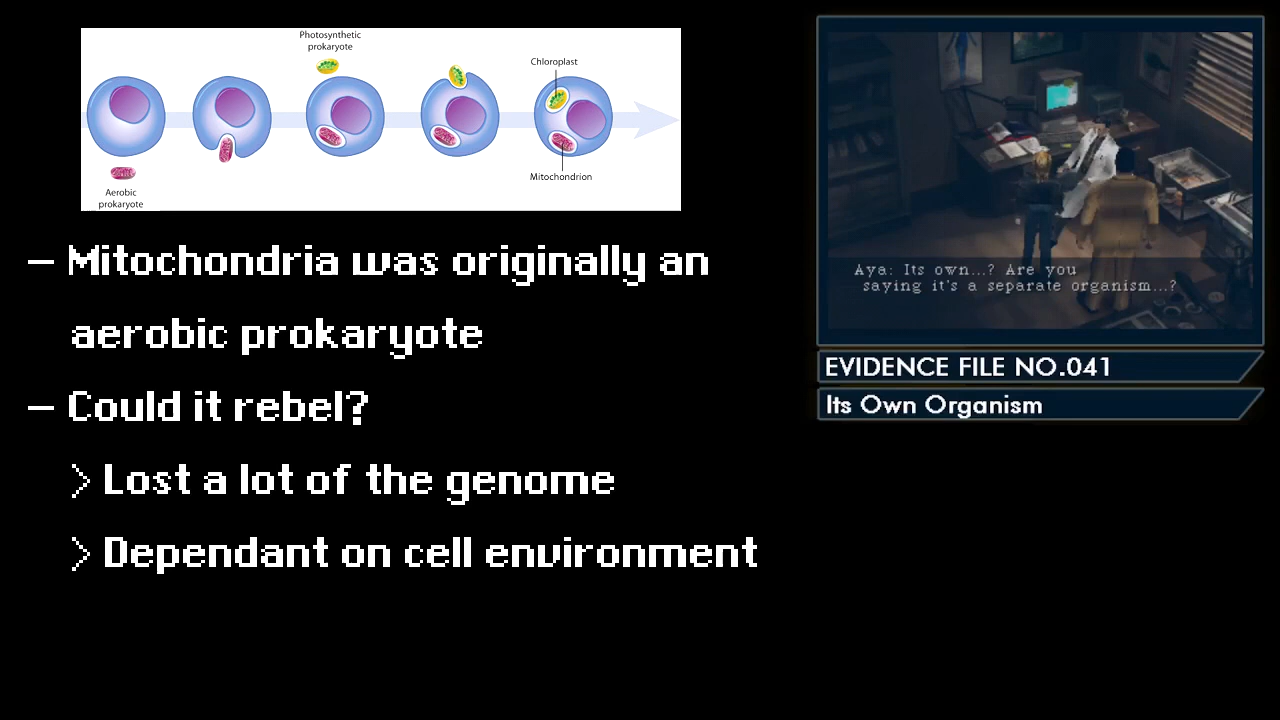 Photosynthetic
prokaryote
Chloroplast
Mitochondrion
Aerobic
prokaryote
– Mitochondria was originally an
aerobic prokaryote
– Could it rebel?
> Lost a lot of the genome
> Dependant on cell environment
Aya: Its own...? Are you
saying it's a separate organism...?
EVIDENCE FILE NO.041
Its Own Organism